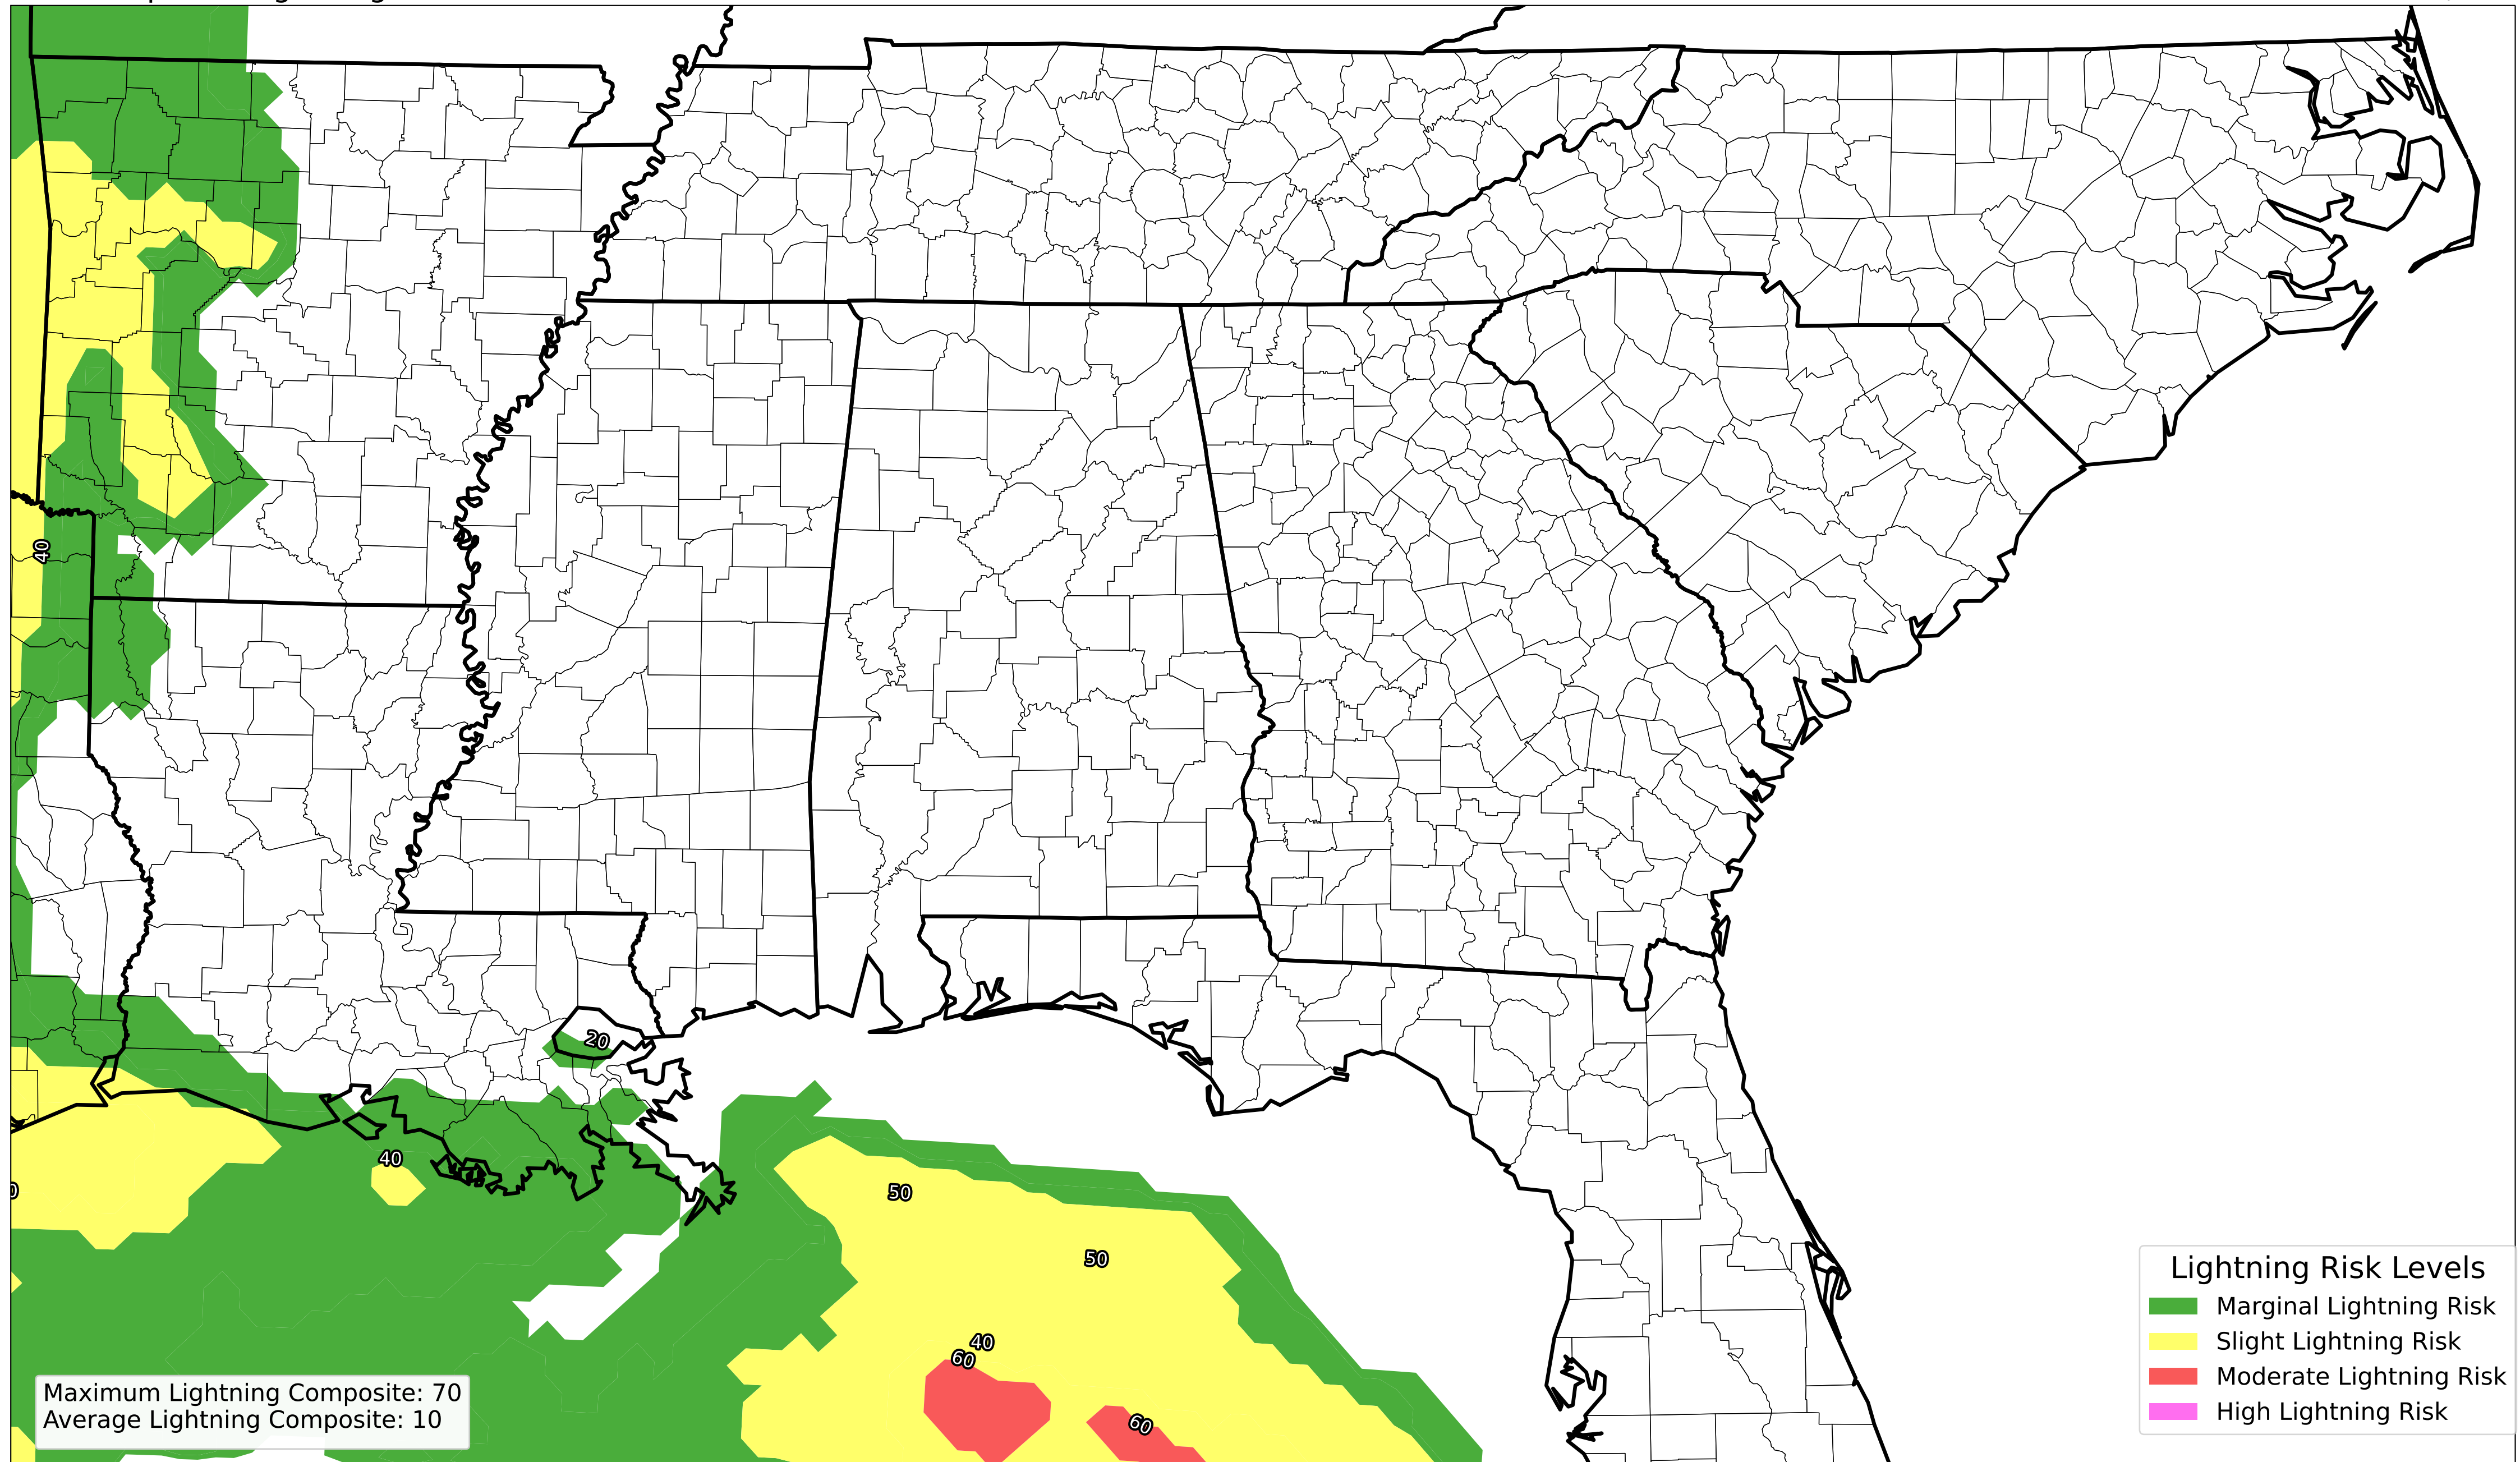 40
20
40
50
50
40
60
60
Maximum Lightning Composite: 70
Average Lightning Composite: 10
Lightning Risk Levels
Marginal Lightning Risk
Slight Lightning Risk
Moderate Lightning Risk
High Lightning Risk